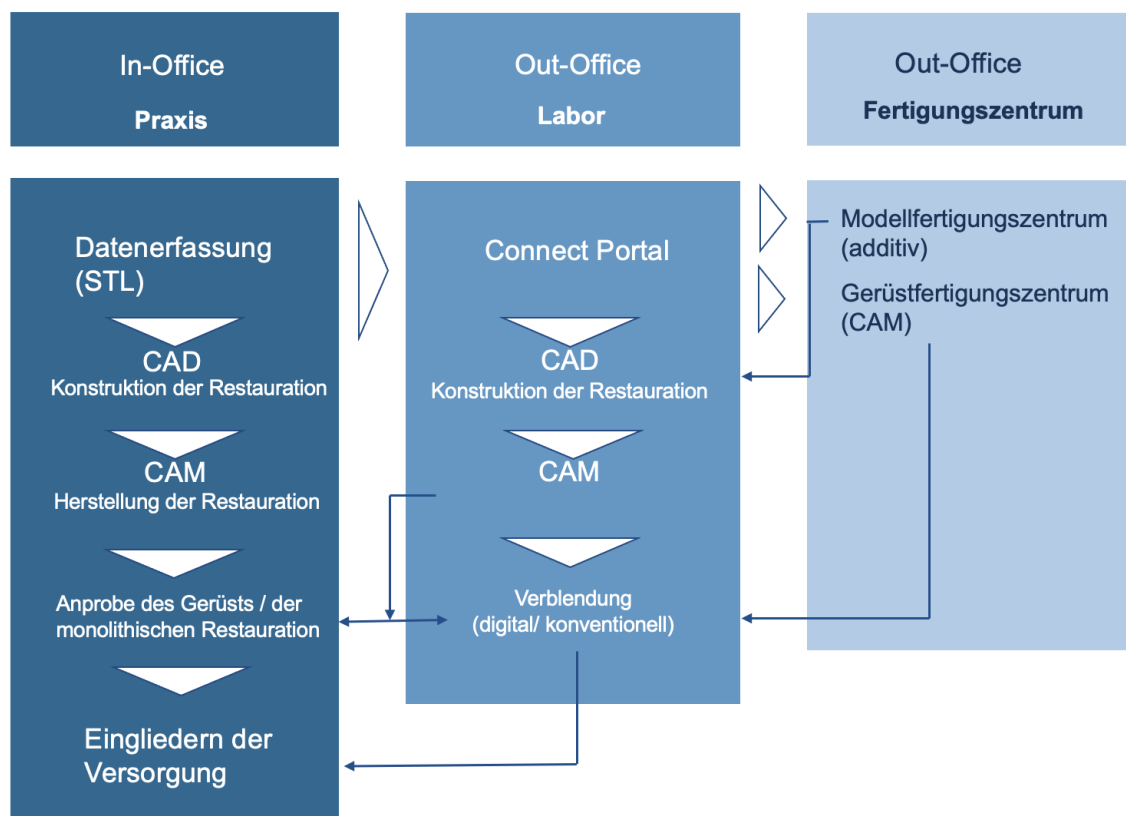 In-Office
Praxis
Out-Office
Labor
Out-Office
Fertigungszentrum
Datenerfassung
(STL)
CAD
Konstruktion der Restauration
CAM
Herstellung der Restauration
Anprobe des Gerüsts / der
monolithischen Restauration
Eingliedern der
Versorgung
Connect Portal
CAD
Konstruktion der Restauration
CAM
Verblendung
(digital/ konventionell)
Modellfertigungszentrum
(additiv)
Gerüstfertigungszentrum
(CAM)